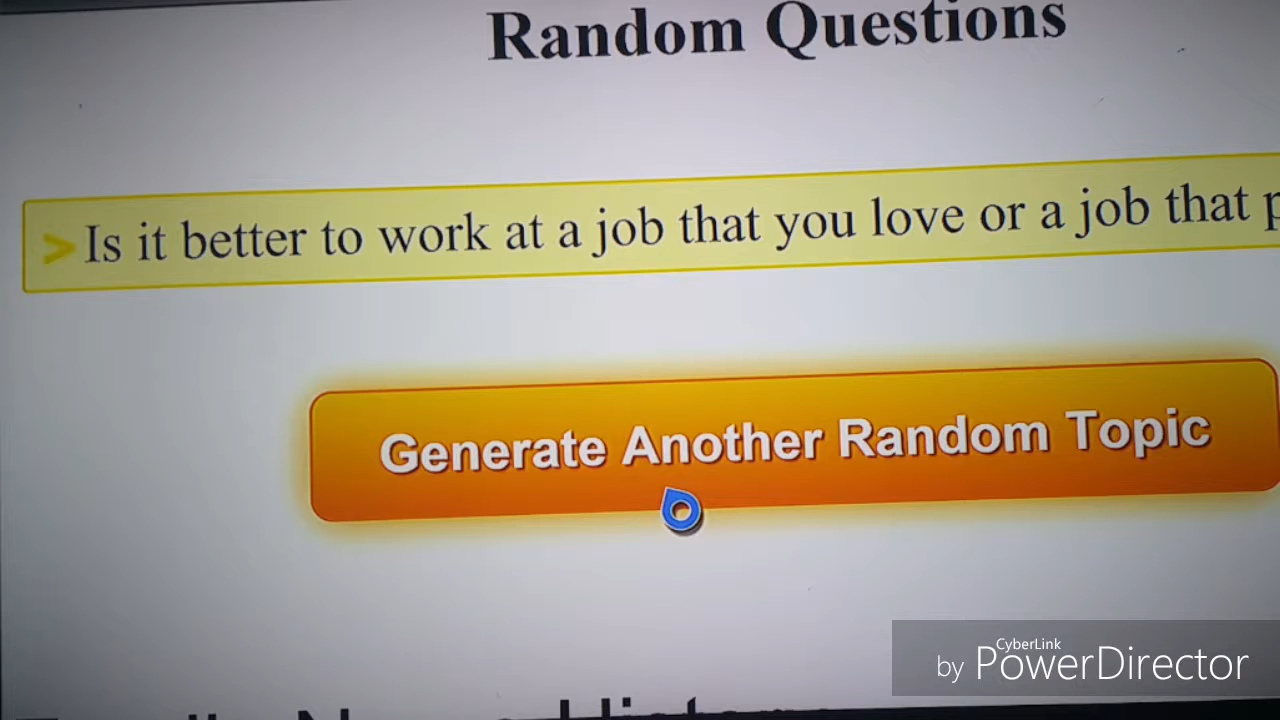 Random Questions
> Is it better to work at a job that you love or a job that
Generate Another Random Topic
CyberLink
by PowerDirector